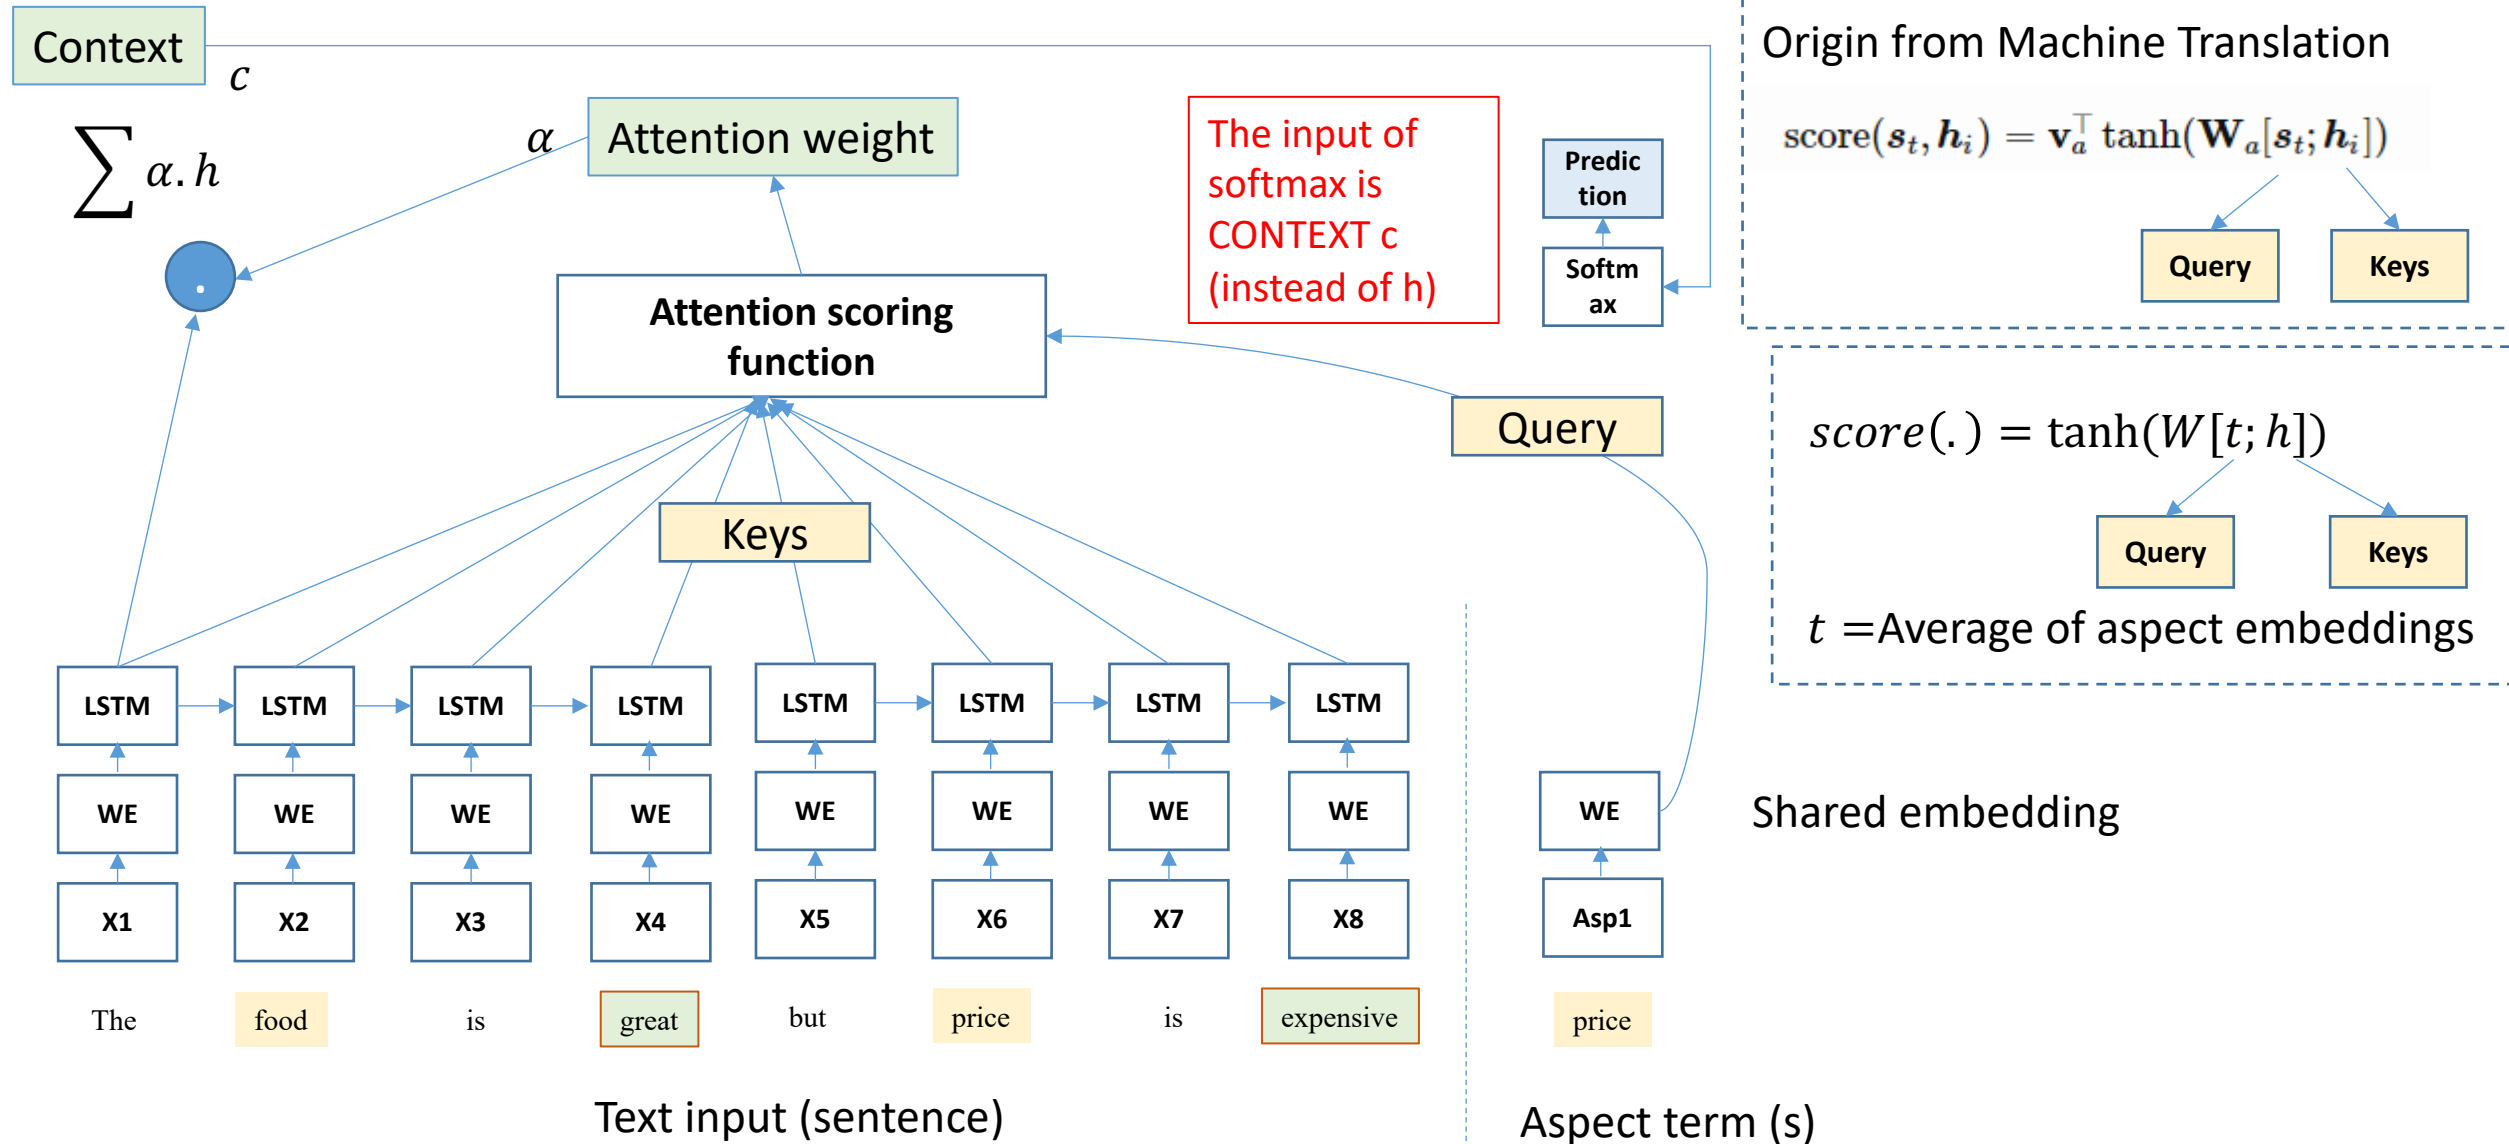 Context
c
∑ α. h
α
Attention weight
Attention scoring
function
.
The input of
softmax is
CONTEXT c
(instead of h)
Predic
tion
Softm
ax
Origin from Machine Translation
score(s_t, h_i) = v_a^⊤ tanh(W_a[s_t; h_i])
Query
Keys
score(.) = tanh(W[t; h])
Query
Keys
t =Average of aspect embeddings
Query
Keys
LSTM LSTM LSTM LSTM LSTM LSTM LSTM LSTM
WE WE WE WE WE WE WE WE WE
Shared embedding
X1 X2 X3 X4 X5 X6 X7 X8 Asp1
The food is great but price is expensive price
Text input (sentence)
Aspect term (s)